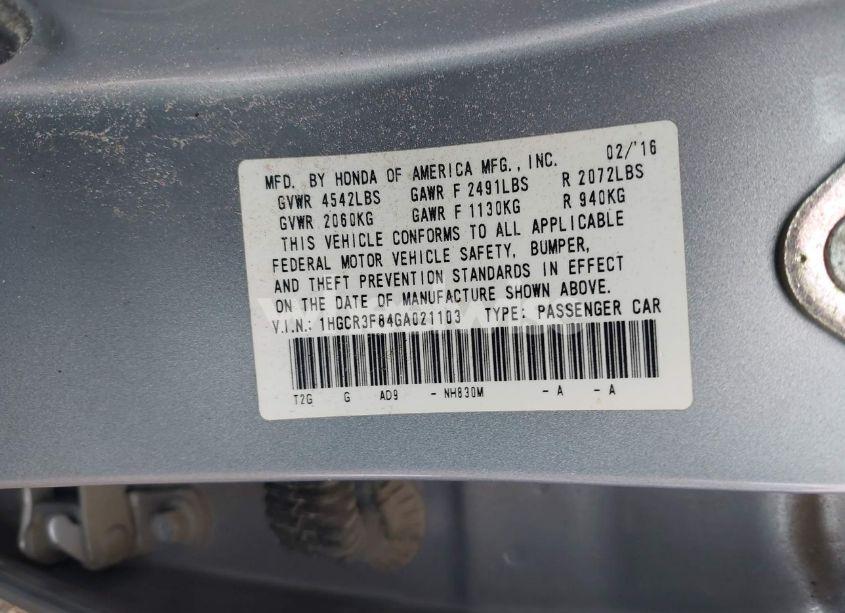 MFD. BY HONDA OF AMERICA MFG., INC. 02/'16
GVWR 4542LBS GAWR F 2491LBS R 2072LBS
GVWR 2060KG GAWR F 1130KG R 940KG
THIS VEHICLE CONFORMS TO ALL APPLICABLE
FEDERAL MOTOR VEHICLE SAFETY, BUMPER,
AND THEFT PREVENTION STANDARDS IN EFFECT
ON THE DATE OF MANUFACTURE SHOWN ABOVE.
V.I.N.: 1HGCR3F84GA021103 TYPE: PASSENGER CAR
T2G G AD9 - NH830M - A - A